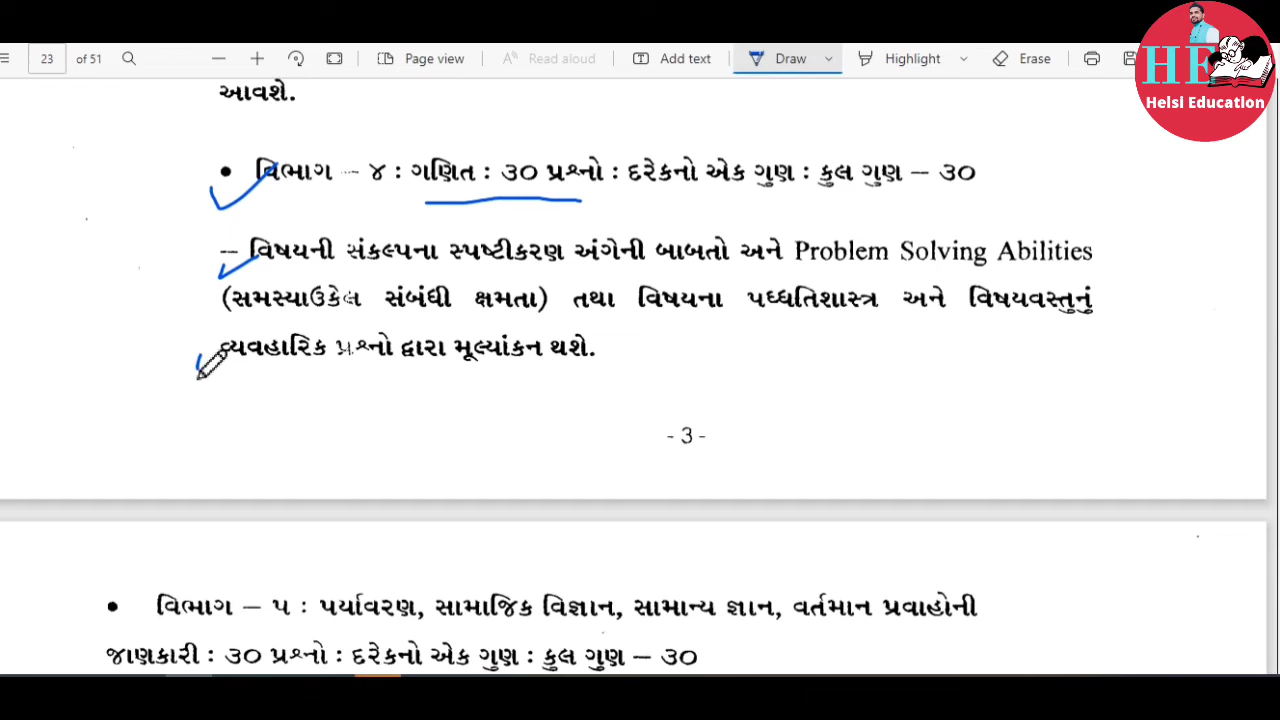 23 of 51 Page view Read aloud Add text Draw Highlight Erase
HE
Helsi Education
આવશે.
• વિભાગ – ૪ : ગણિત : ૩૦ પ્રશ્નો : દરેકનો એક ગુણ : કુલ ગુણ – ૩૦
– વિષયની સંકલ્પના સ્પષ્ટીકરણ અંગેની બાબતો અને Problem Solving Abilities
(સમસ્યાઉકેલ સંબંધી ક્ષમતા) તથા વિષયના પધ્ધતિશાસ્ત્ર અને વિષયવસ્તુનું
વ્યવહારિક પ્રશ્નો દ્વારા મૂલ્યાંકન થશે.
- 3 -
• વિભાગ – ૫ : પર્યાવરણ, સામાજિક વિજ્ઞાન, સામાન્ય જ્ઞાન, વર્તમાન પ્રવાહોની
જાણકારી : ૩૦ પ્રશ્નો : દરેકનો એક ગુણ : કુલ ગુણ – ૩૦